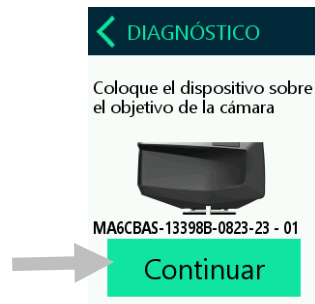 DIAGNÓSTICO
Coloque el dispositivo sobre
el objetivo de la cámara
MA6CBAS-13398B-0823-23 - 01
Continuar